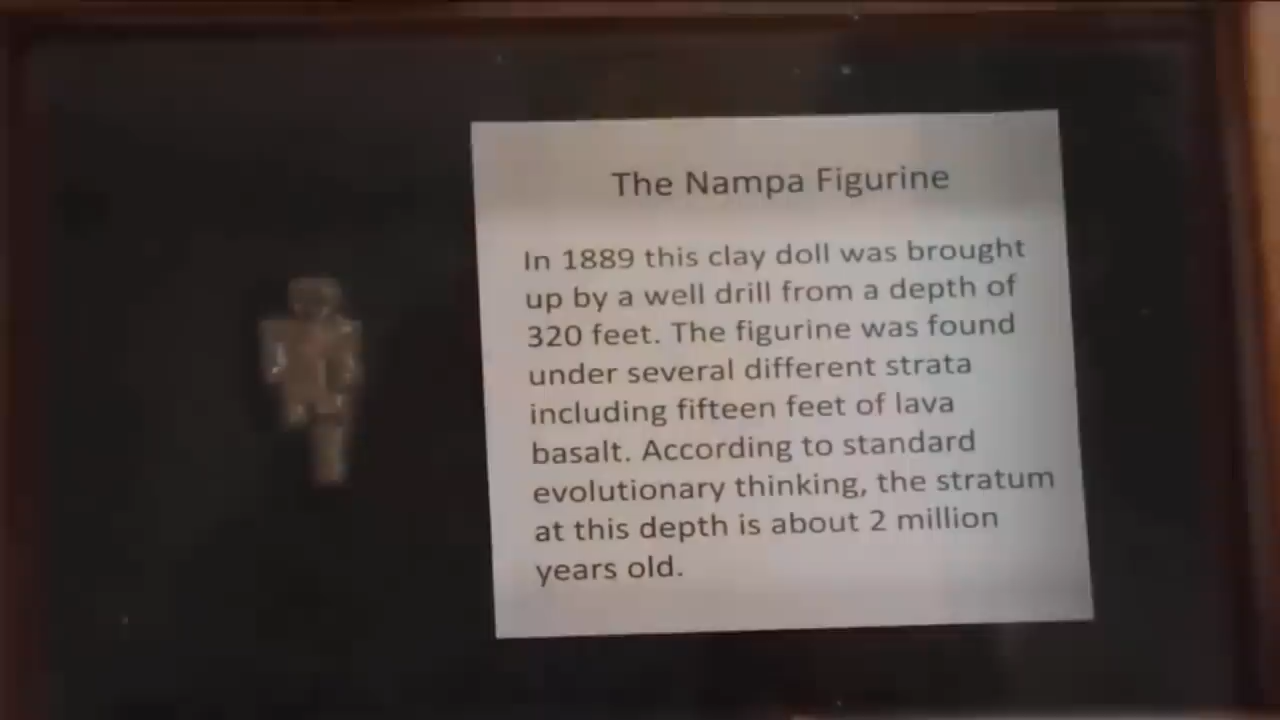 The Nampa Figurine
In 1889 this clay doll was brought
up by a well drill from a depth of
320 feet. The figurine was found
under several different strata
including fifteen feet of lava
basalt. According to standard
evolutionary thinking, the stratum
at this depth is about 2 million
years old.